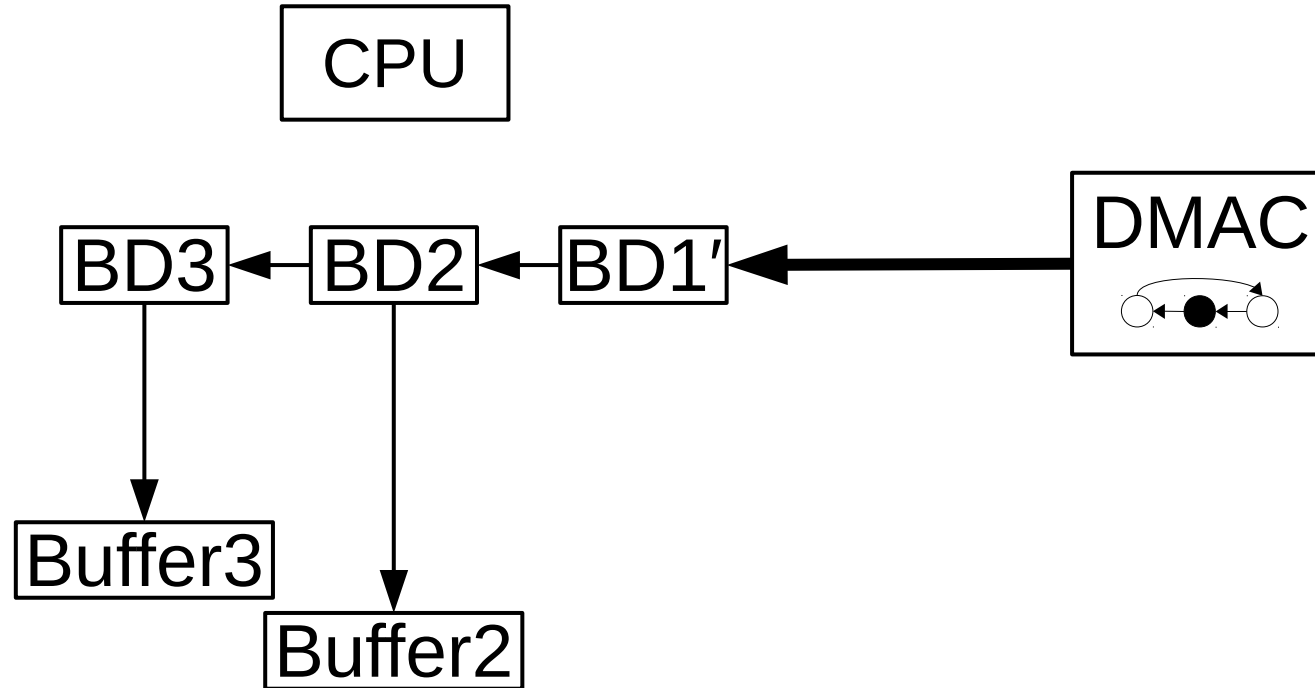 CPU
DMAC
BD3
BD2
BD1′
Buffer3
Buffer2